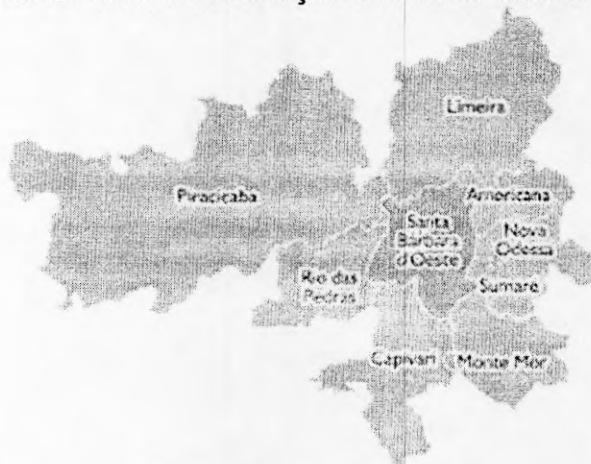 Limeira
Piracicaba
Americana
Santa
Bárbara
d'Oeste
Nova
Odessa
Rio das
Pedras
Sumaré
Capivari
Monte Mor